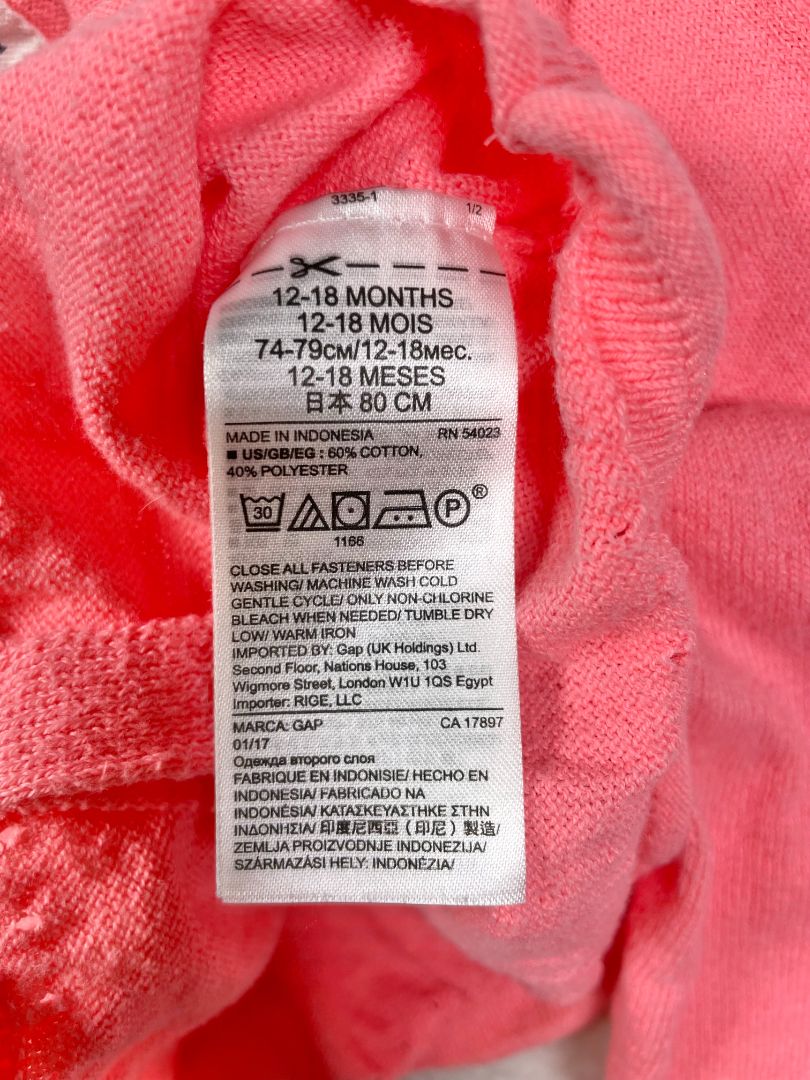 3335-1
1/2
12-18 MONTHS
12-18 MOIS
74-79см/12-18мес.
12-18 MESES
日本 80 CM
MADE IN INDONESIA RN 54023
■ US/GB/EG : 60% COTTON,
40% POLYESTER
30 P®
1166
CLOSE ALL FASTENERS BEFORE
WASHING/ MACHINE WASH COLD
GENTLE CYCLE/ ONLY NON-CHLORINE
BLEACH WHEN NEEDED/ TUMBLE DRY
LOW/ WARM IRON
IMPORTED BY: Gap (UK Holdings) Ltd.
Second Floor, Nations House, 103
Wigmore Street, London W1U 1QS Egypt
Importer: RIGE, LLC
MARCA: GAP CA 17897
01/17
Одежда второго слоя
FABRIQUE EN INDONISIE/ HECHO EN
INDONESIA/ FABRICADO NA
INDONÉSIA/ ΚΑΤΑΣΚΕΥΑΣΤΗΚΕ ΣΤΗΝ
ΙΝΔΟΝΗΣΙΑ/ 印度尼西亞（印尼）製造/
ZEMLJA PROIZVODNJE INDONEZIJA/
SZÁRMAZÁSI HELY: INDONÉZIA/